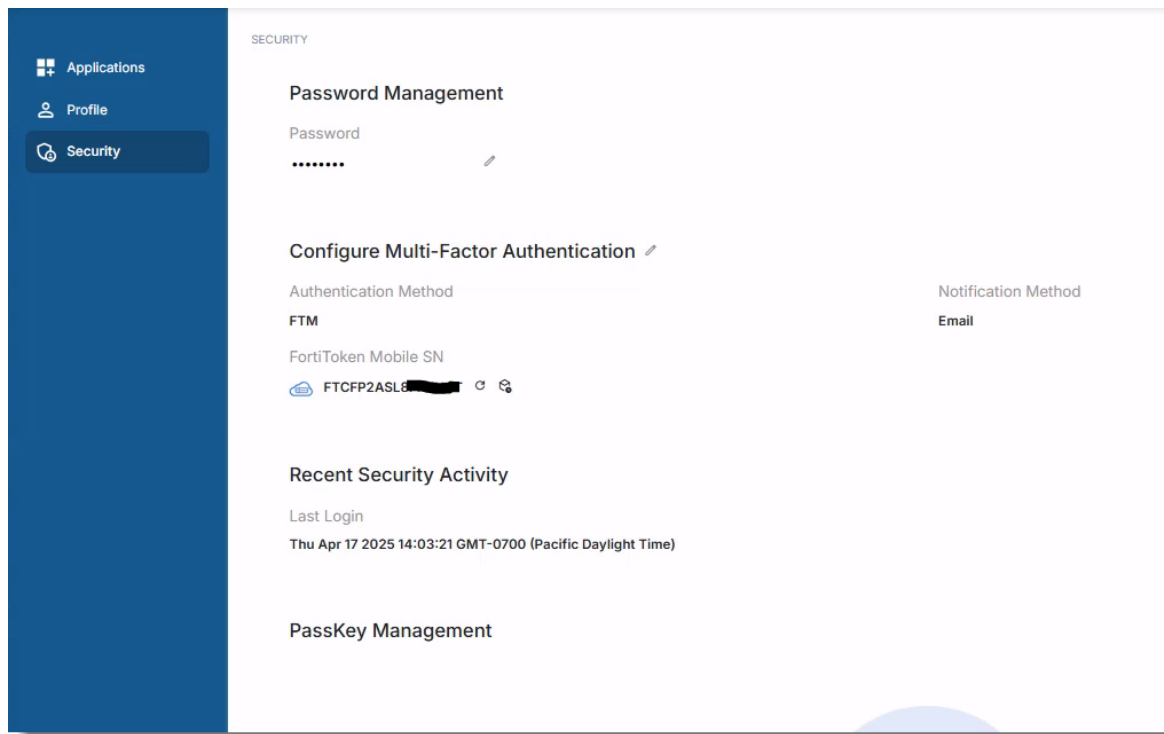 SECURITY
Applications
Profile
Security
Password Management
Password
••••••••
Configure Multi-Factor Authentication
Authentication Method
Notification Method
FTM
Email
FortiToken Mobile SN
FTCFP2ASL8
Recent Security Activity
Last Login
Thu Apr 17 2025 14:03:21 GMT-0700 (Pacific Daylight Time)
PassKey Management